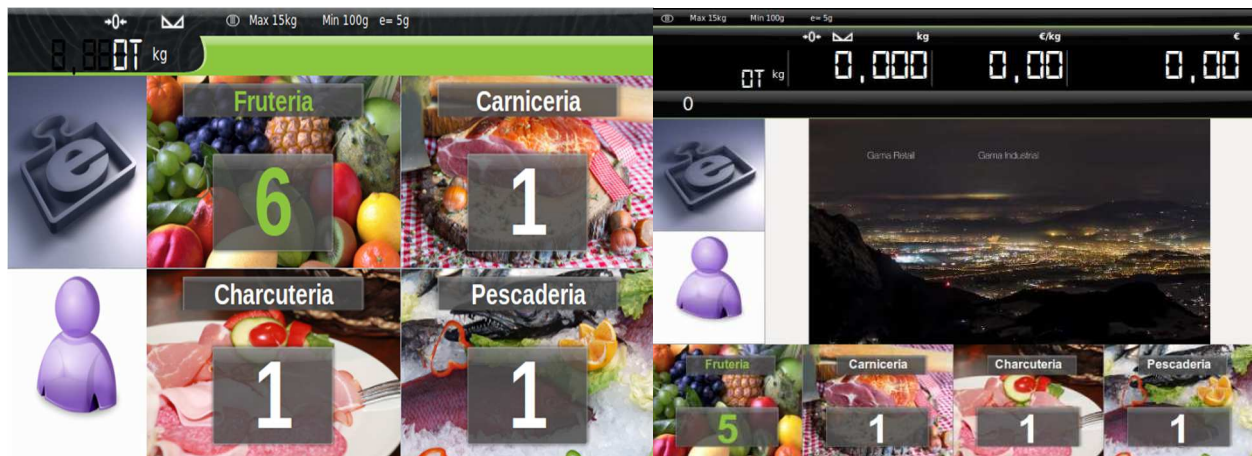 →0← Max 15kg Min 100g e= 5g
8,880T kg
Fruteria
Carniceria
6
1
Charcuteria
Pescaderia
1
1
e
Max 15kg Min 100g e= 5g
→0← kg €/kg €
0T kg 0,000 0,00 0,00
0
e
Gama Retail Gama Industrial
Fruteria Carniceria Charcuteria Pescaderia
5 1 1 1